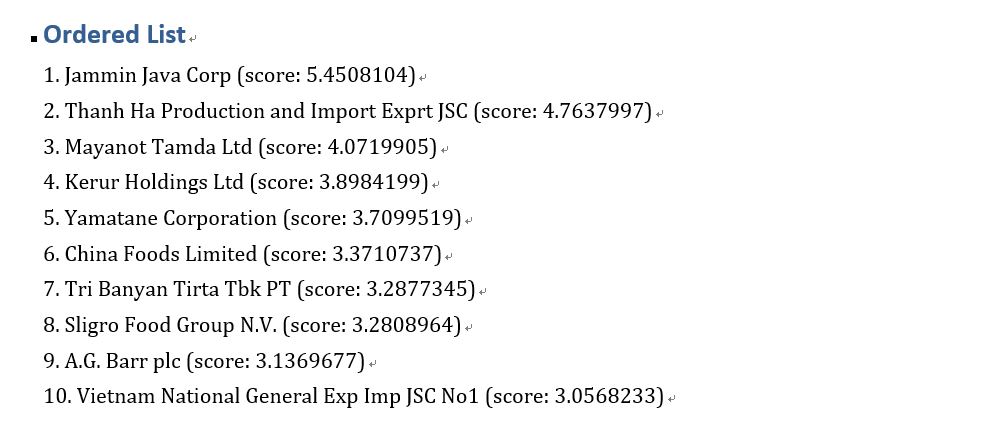 Ordered List
1. Jammin Java Corp (score: 5.4508104)
2. Thanh Ha Production and Import Exprt JSC (score: 4.7637997)
3. Mayanot Tamda Ltd (score: 4.0719905)
4. Kerur Holdings Ltd (score: 3.8984199)
5. Yamatane Corporation (score: 3.7099519)
6. China Foods Limited (score: 3.3710737)
7. Tri Banyan Tirta Tbk PT (score: 3.2877345)
8. Sligro Food Group N.V. (score: 3.2808964)
9. A.G. Barr plc (score: 3.1369677)
10. Vietnam National General Exp Imp JSC No1 (score: 3.0568233)